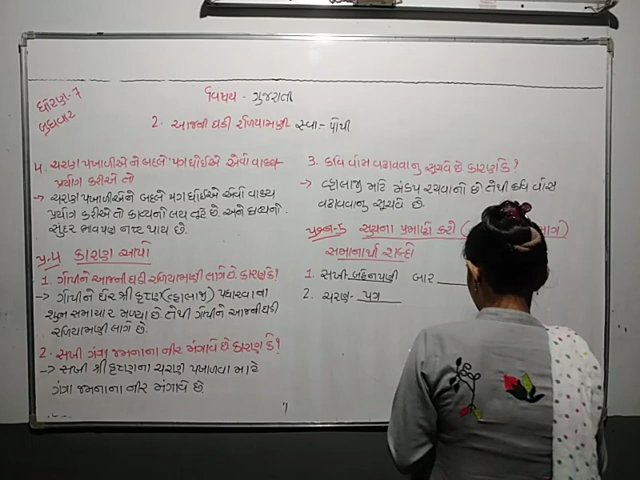 ધોરણ-7
બુધવાર
વિષય - ગુજરાતી
2. આજની ઘડી રળિયામણી સ્વા:- પોથી
4. ચરણ પખાળીએ ને બદલે 'પગ ધોઈએ' એવો વાક્ય
પ્રયોગ કરીએ તો
→ ચરણ પખાળીએને બદલે પગ ધોઈએ એવો વાક્ય
પ્રયોગ કરીએ તો કાવ્યનો લય તૂટે છે. અને કાવ્યનો
સુંદર ભાવપણ નષ્ટ થાય છે.
પ્ર.4 કારણ આપો
1. ગોપીને આજની ઘડી રળિયામણી લાગે છે. કારણ કે?
→ ગોપીને ઘેર શ્રી કૃષ્ણ(વ્હાલાજી) પધારવાના
શુભ સમાચાર મળ્યા છે. તેથી ગોપીને આજની ઘડી
રળિયામણી લાગે છે.
2. સખી ગંગા જમનાના નીર મંગાવે છે કારણ કે?
→ સખી શ્રી કૃષ્ણના ચરણ પખાળવા માટે
ગંગા જમનાના નીર મંગાવે છે.
3. કવિ વાંસ વઢાવવાનુ સૂચવે છે કારણ કે?
→ વ્હાલાજી માટે મંડપ રચવાનો છે તેથી કવિ વાંસ
વઢાવવાનુ સૂચવે છે.
પ્રશ્ન-5 સૂચના પ્રમાણે કરો (
સમાનાર્થી શબ્દો
1. સખી-બહેનપણી બાર
2. ચરણ- પગ